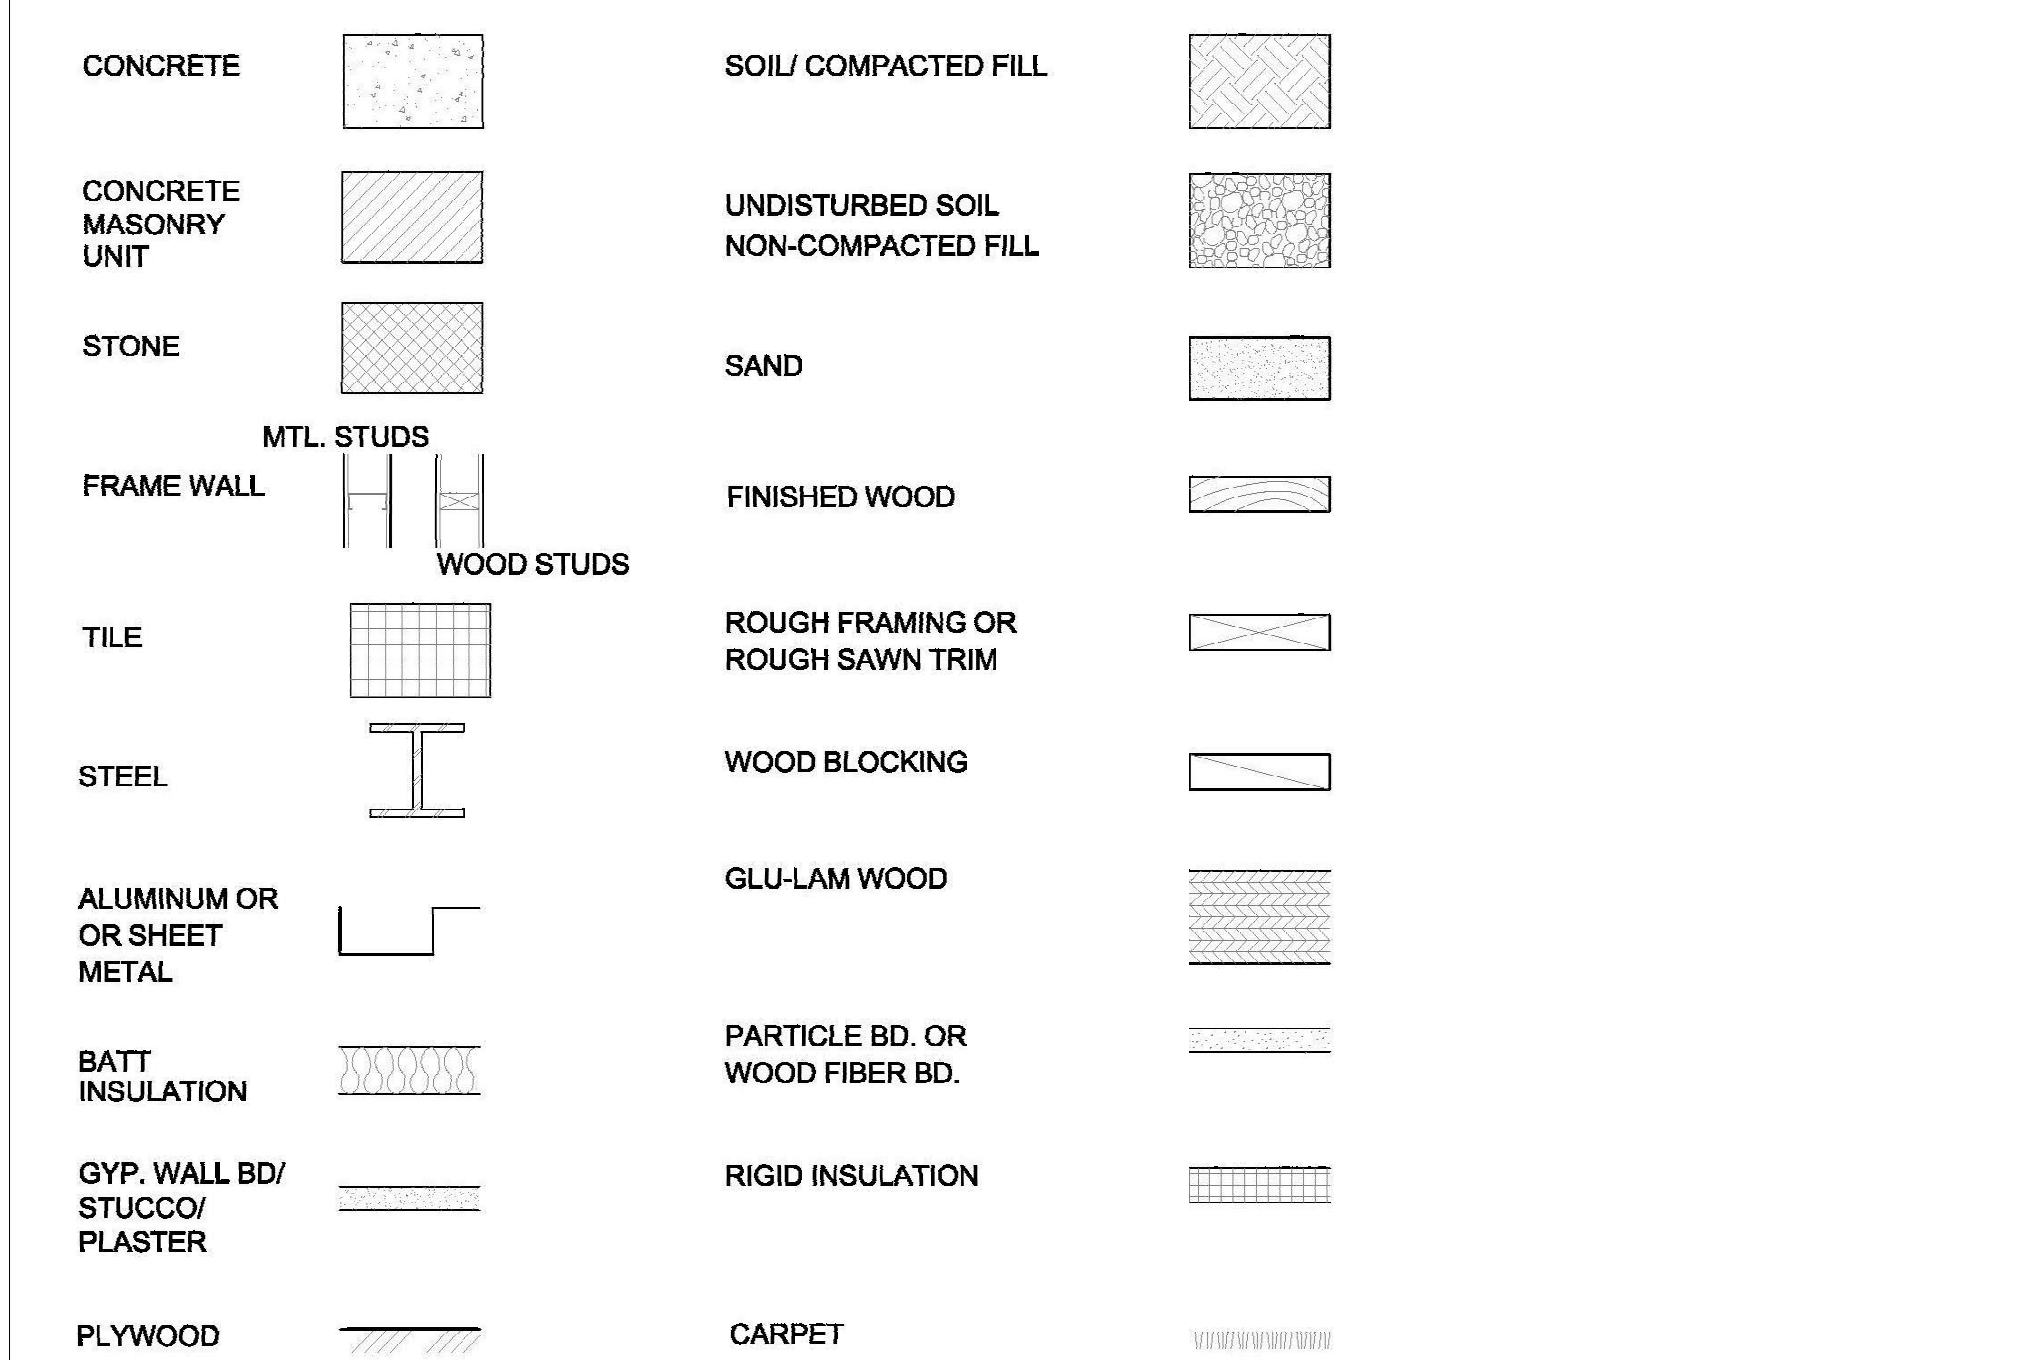 CONCRETE
CONCRETE
MASONRY
UNIT
STONE
MTL. STUDS
FRAME WALL
WOOD STUDS
TILE
STEEL
ALUMINUM OR
OR SHEET
METAL
BATT
INSULATION
GYP. WALL BD/
STUCCO/
PLASTER
PLYWOOD
SOIL/ COMPACTED FILL
UNDISTURBED SOIL
NON-COMPACTED FILL
SAND
FINISHED WOOD
ROUGH FRAMING OR
ROUGH SAWN TRIM
WOOD BLOCKING
GLU-LAM WOOD
PARTICLE BD. OR
WOOD FIBER BD.
RIGID INSULATION
CARPET